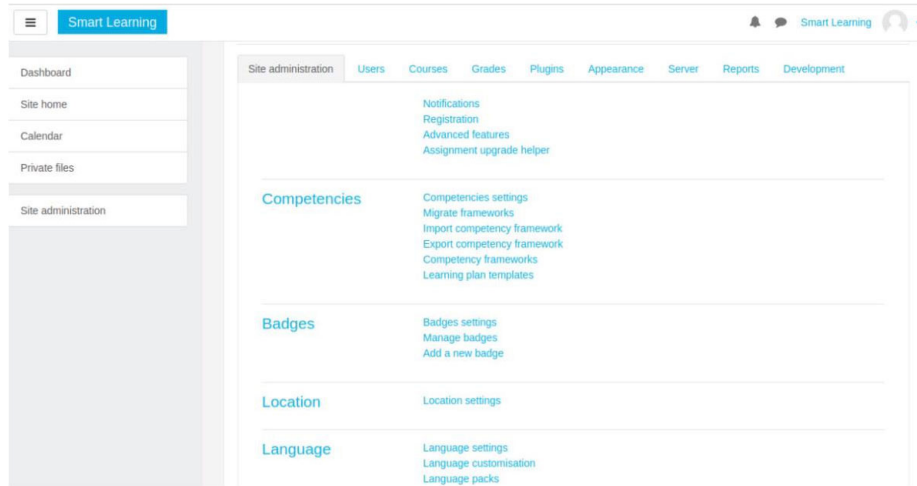 Smart Learning
Smart Learning
Dashboard
Site home
Calendar
Private files
Site administration
Site administration Users Courses Grades Plugins Appearance Server Reports Development
Notifications
Registration
Advanced features
Assignment upgrade helper
Competencies
Competencies settings
Migrate frameworks
Import competency framework
Export competency framework
Competency frameworks
Learning plan templates
Badges
Badges settings
Manage badges
Add a new badge
Location
Location settings
Language
Language settings
Language customisation
Language packs